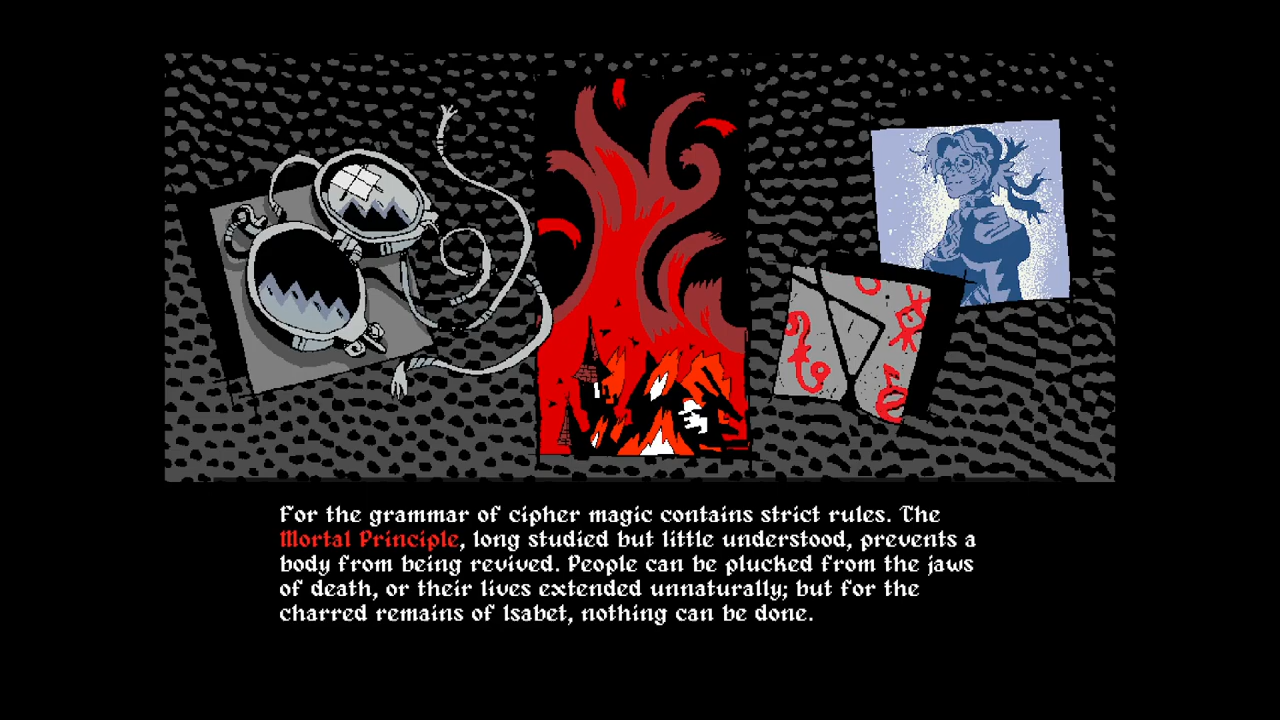 For the grammar of cipher magic contains strict rules. The
Mortal Principle, long studied but little understood, prevents a
body from being revived. People can be plucked from the jaws
of death, or their lives extended unnaturally; but for the
charred remains of Isabet, nothing can be done.